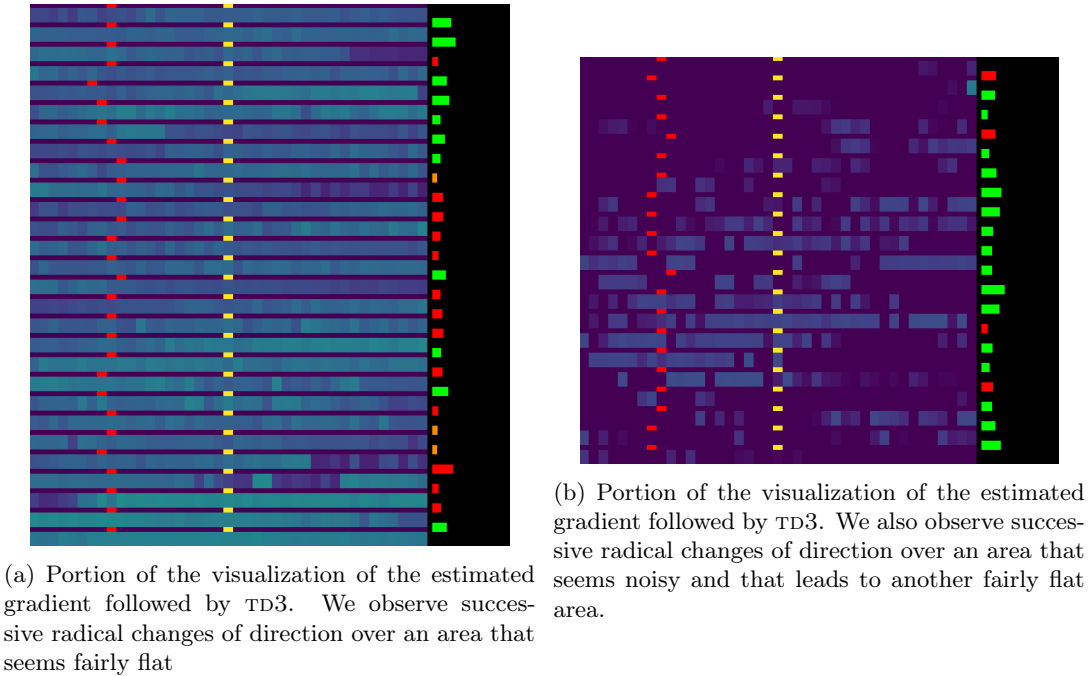 (a) Portion of the visualization of the estimated
gradient followed by TD3. We observe succes-
sive radical changes of direction over an area that
seems fairly flat
(b) Portion of the visualization of the estimated
gradient followed by TD3. We also observe succes-
sive radical changes of direction over an area that
seems noisy and that leads to another fairly flat
area.